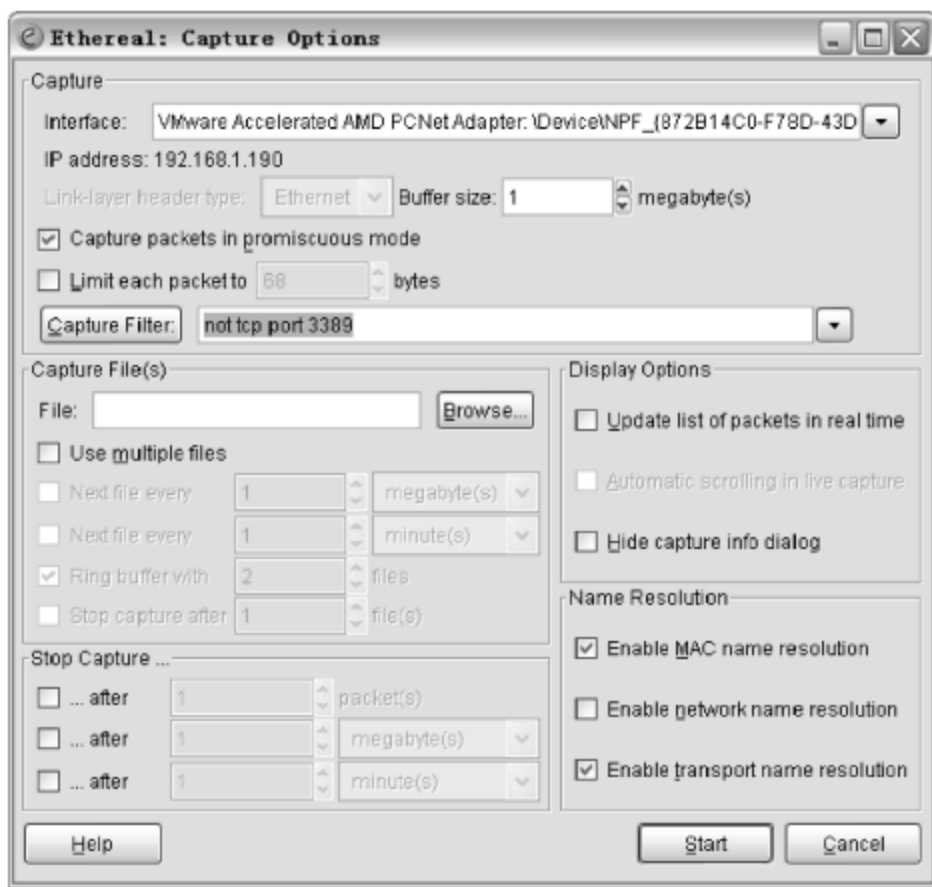 Ethereal: Capture Options
Capture
Interface: VMware Accelerated AMD PCNet Adapter: \Device\NPF_{872B14C0-F78D-43D
IP address: 192.168.1.190
Link-layer header type: Ethernet Buffer size: 1 megabyte(s)
Capture packets in promiscuous mode
Limit each packet to 68 bytes
Capture Filter: not tcp port 3389
Capture File(s)
File: Browse...
Use multiple files
Next file every 1 megabyte(s)
Next file every 1 minute(s)
Ring buffer with 2 files
Stop capture after 1 file(s)
Stop Capture ...
... after 1 packet(s)
... after 1 megabyte(s)
... after 1 minute(s)
Display Options
Update list of packets in real time
Automatic scrolling in live capture
Hide capture info dialog
Name Resolution
Enable MAC name resolution
Enable network name resolution
Enable transport name resolution
Help Start Cancel